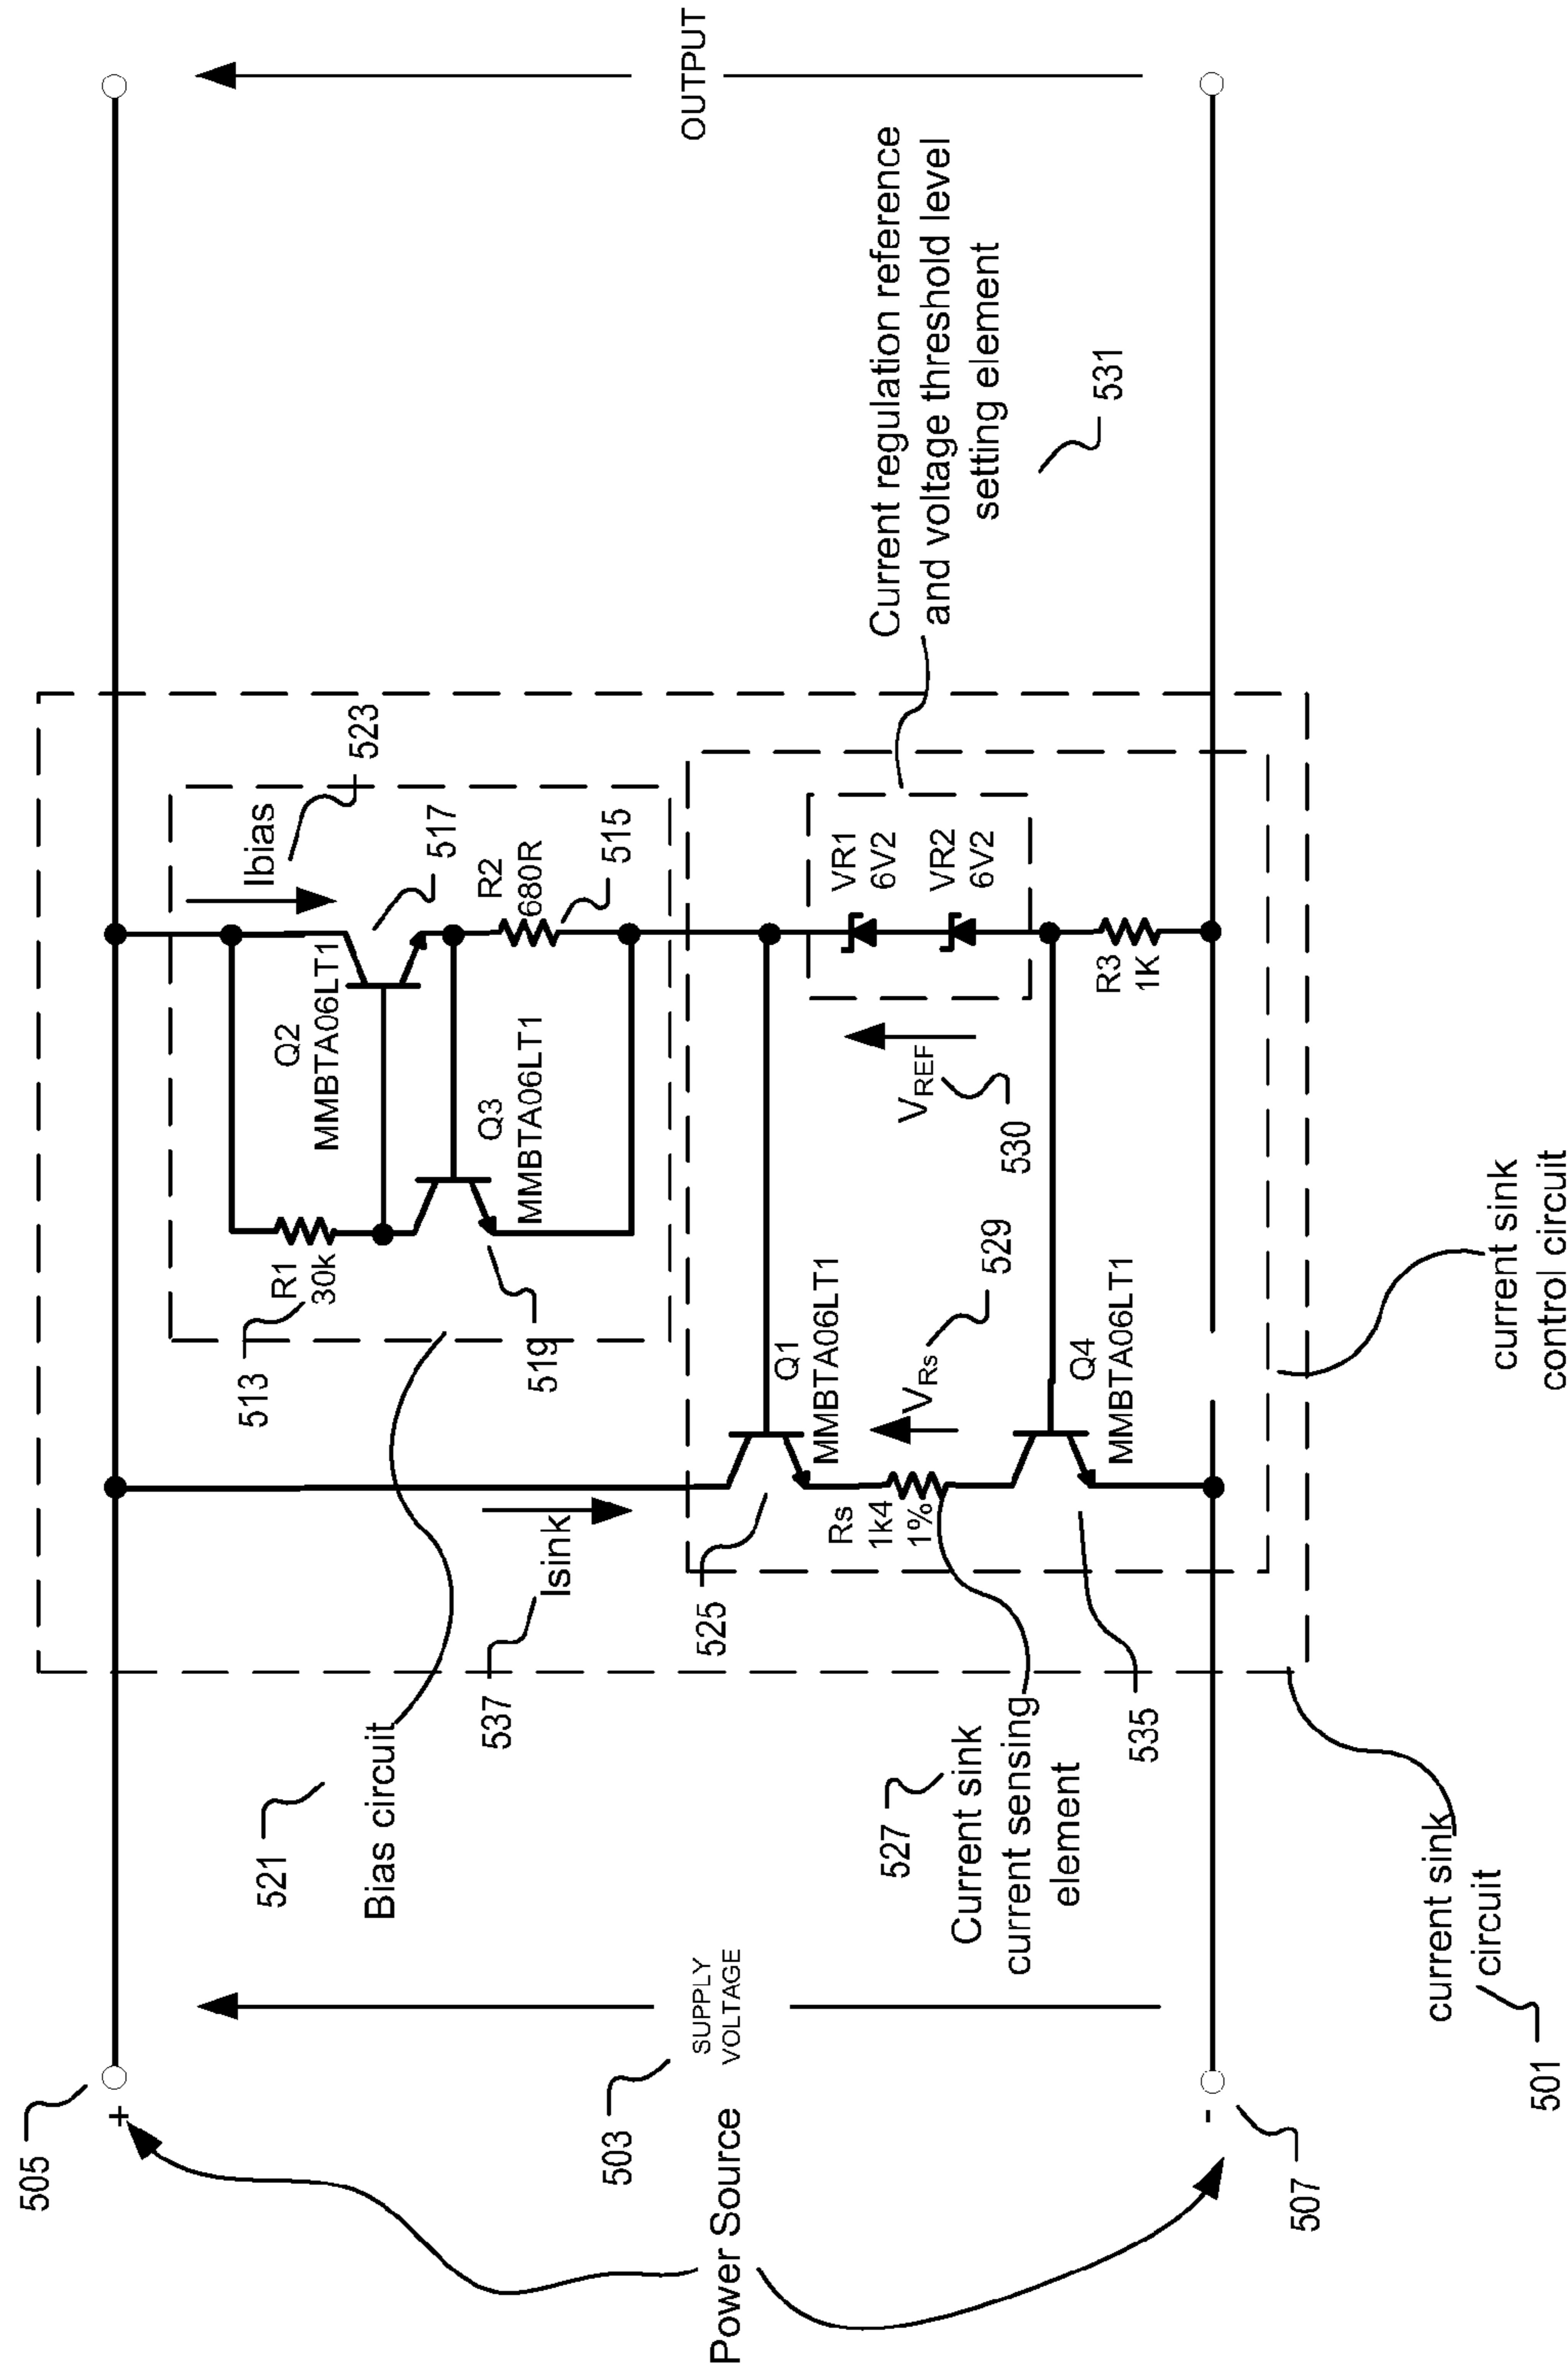 505
+
Power Source
503
SUPPLY
VOLTAGE
-
507
521
Bias circuit
537
Isink
527
Current sink
current sensing
element
535
current sink
circuit
501
513
R1
30k
519
Q2
MMBTA06LT1
Q3
MMBTA06LT1
Ibias
523
517
R2
680R
515
525
Q1
MMBTA06LT1
Rs
1k4
1%
VRs
529
Q4
MMBTA06LT1
VREF
530
VR1
6V2
VR2
6V2
R3
1K
current sink
control circuit
Current regulation reference
and voltage threshold level
setting element
531
OUTPUT